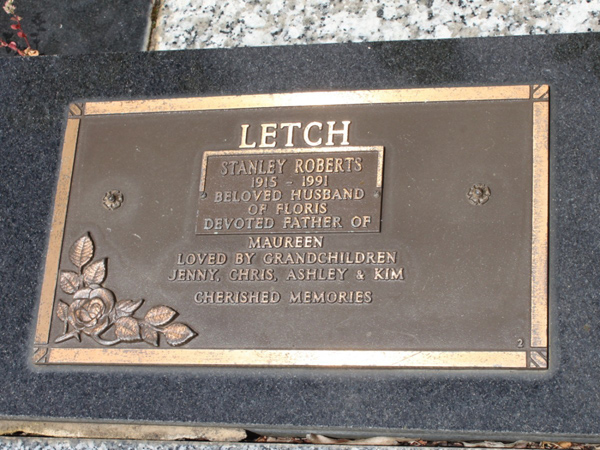 LETCH
STANLEY ROBERTS
1915 - 1991
BELOVED HUSBAND
OF FLORIS
DEVOTED FATHER OF
MAUREEN
LOVED BY GRANDCHILDREN
JENNY, CHRIS, ASHLEY & KIM
CHERISHED MEMORIES
2